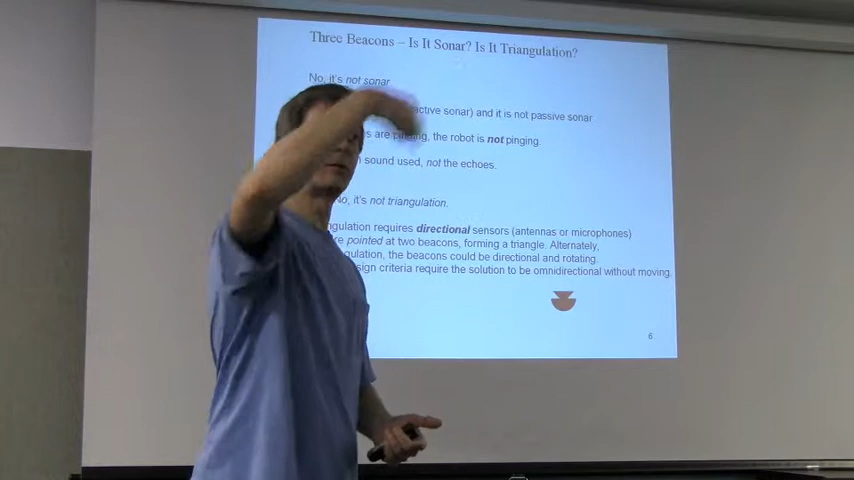 Three Beacons – Is It Sonar? Is It Triangulation?
No, it's not sonar
active sonar) and it is not passive sonar
are pinging, the robot is not pinging.
sound used, not the echoes.
No, it's not triangulation.
requires directional sensors (antennas or microphones)
pointed at two beacons, forming a triangle. Alternately,
the beacons could be directional and rotating.
criteria require the solution to be omnidirectional without moving.
6